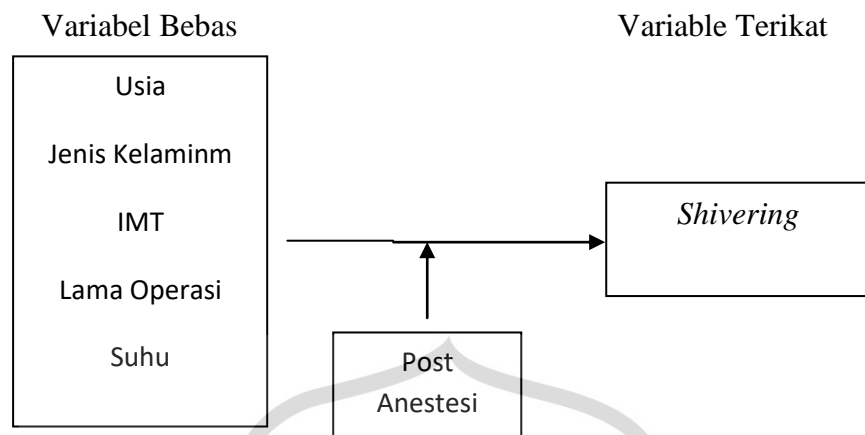 Variabel Bebas
Variable Terikat
Usia
Jenis Kelaminm
IMT
Lama Operasi
Suhu
Shivering
Post
Anestesi